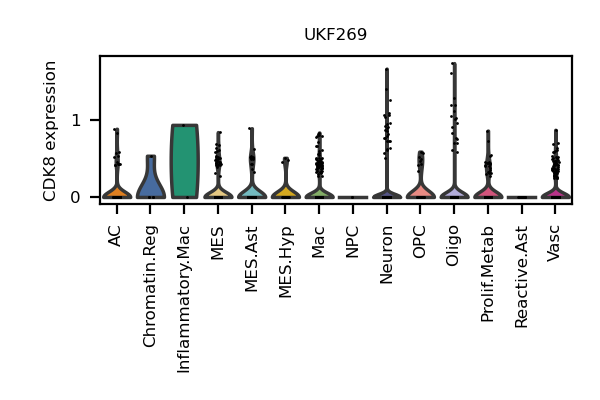 UKF269
CDK8 expression
1
0
AC
Chromatin.Reg
Inflammatory.Mac
MES
MES.Ast
MES.Hyp
Mac
NPC
Neuron
OPC
Oligo
Prolif.Metab
Reactive.Ast
Vasc